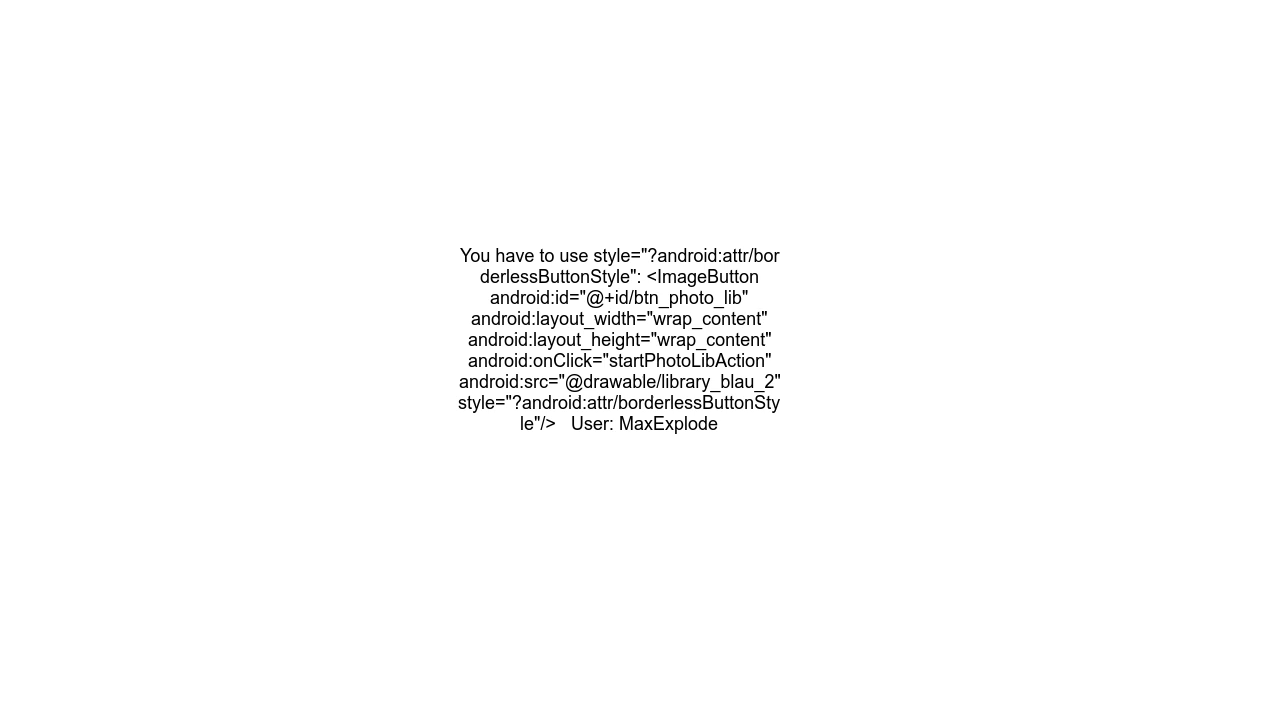 You have to use style="?android:attr/bor
derlessButtonStyle": <ImageButton
android:id="@+id/btn_photo_lib"
android:layout_width="wrap_content"
android:layout_height="wrap_content"
android:onClick="startPhotoLibAction"
android:src="@drawable/library_blau_2"
style="?android:attr/borderlessButtonSty
le"/>   User: MaxExplode